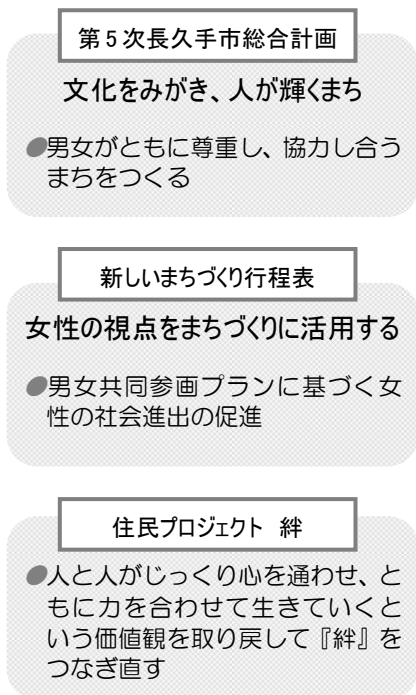 第5次長久手市総合計画
文化をみがき、人が輝くまち
●男女がともに尊重し、協力し合う
まちをつくる
新しいまちづくり行程表
女性の視点をまちづくりに活用する
●男女共同参画プランに基づく女
性の社会進出の促進
住民プロジェクト 絆
●人と人がじっくり心を通わせ、と
もに力を合わせて生きていくと
いう価値観を取り戻して『絆』を
つなぎ直す